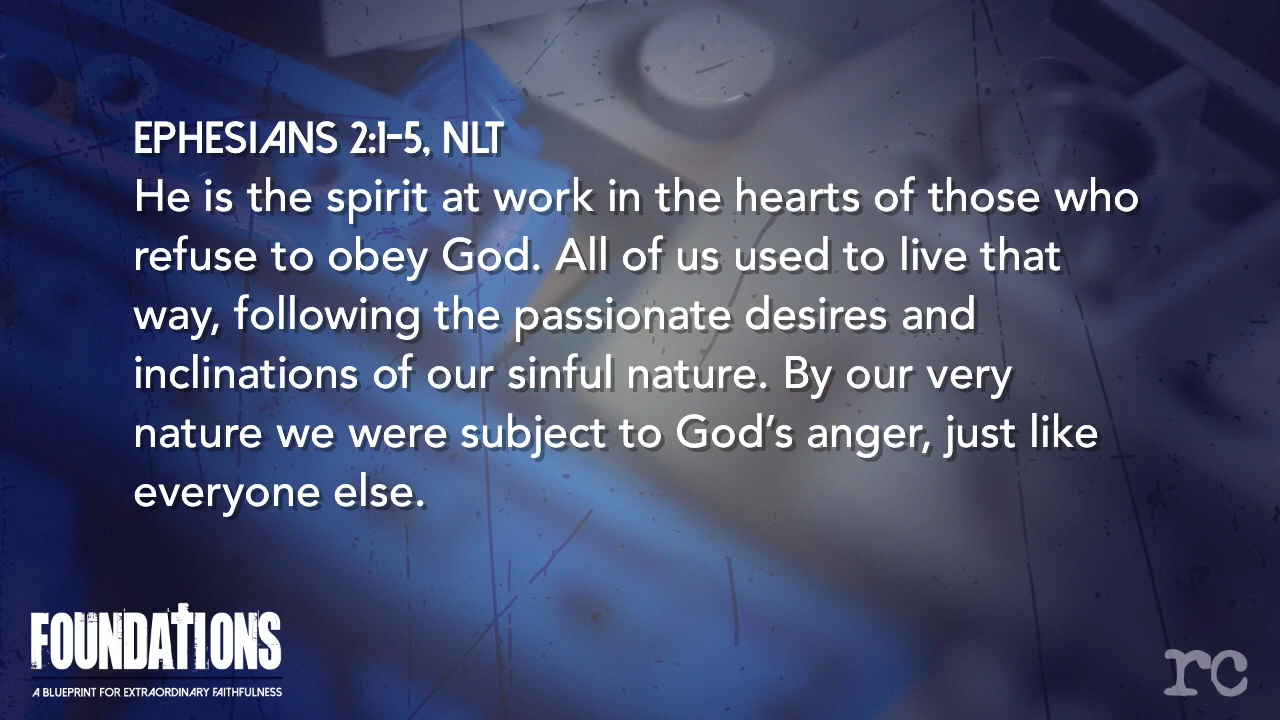 EPHESIANS 2:1-5, NLT
He is the spirit at work in the hearts of those who
refuse to obey God. All of us used to live that
way, following the passionate desires and
inclinations of our sinful nature. By our very
nature we were subject to God’s anger, just like
everyone else.
FOUNDATIONS
A BLUEPRINT FOR EXTRAORDINARY FAITHFULNESS
rc